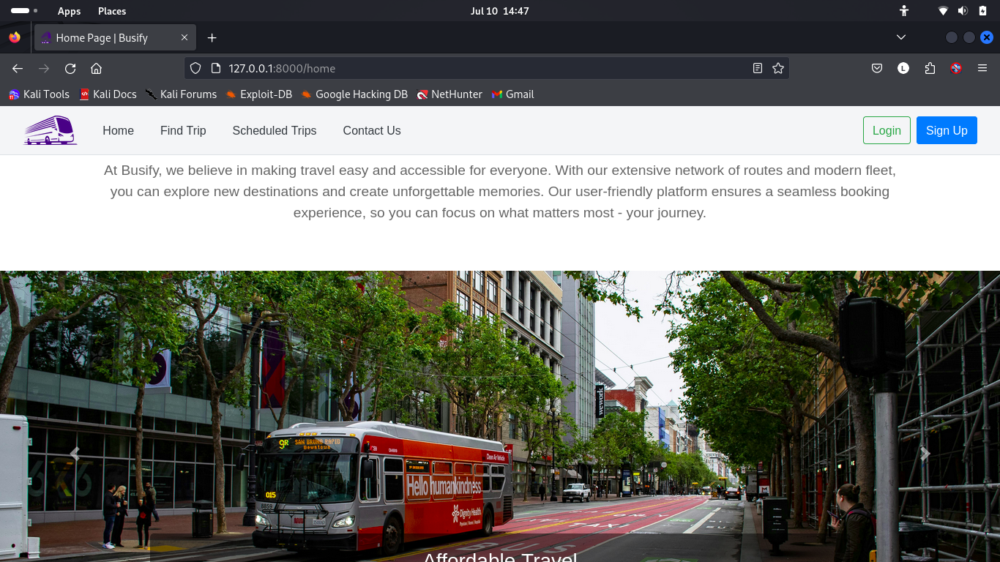 Apps Places Jul 10 14:47
Home Page | Busify
127.0.0.1:8000/home
L
Kali Tools Kali Docs Kali Forums Exploit-DB Google Hacking DB NetHunter Gmail
Home Find Trip Scheduled Trips Contact Us Login Sign Up
At Busify, we believe in making travel easy and accessible for everyone. With our extensive network of routes and modern fleet,
you can explore new destinations and create unforgettable memories. Our user-friendly platform ensures a seamless booking
experience, so you can focus on what matters most - your journey.
wework
9R SAN BRUNO RAPID
Downtown
Clean Air Vehicle
Hello humankindness
015
8859
Dignity Health
TAXI ONLY
BUS
Affordable Travel